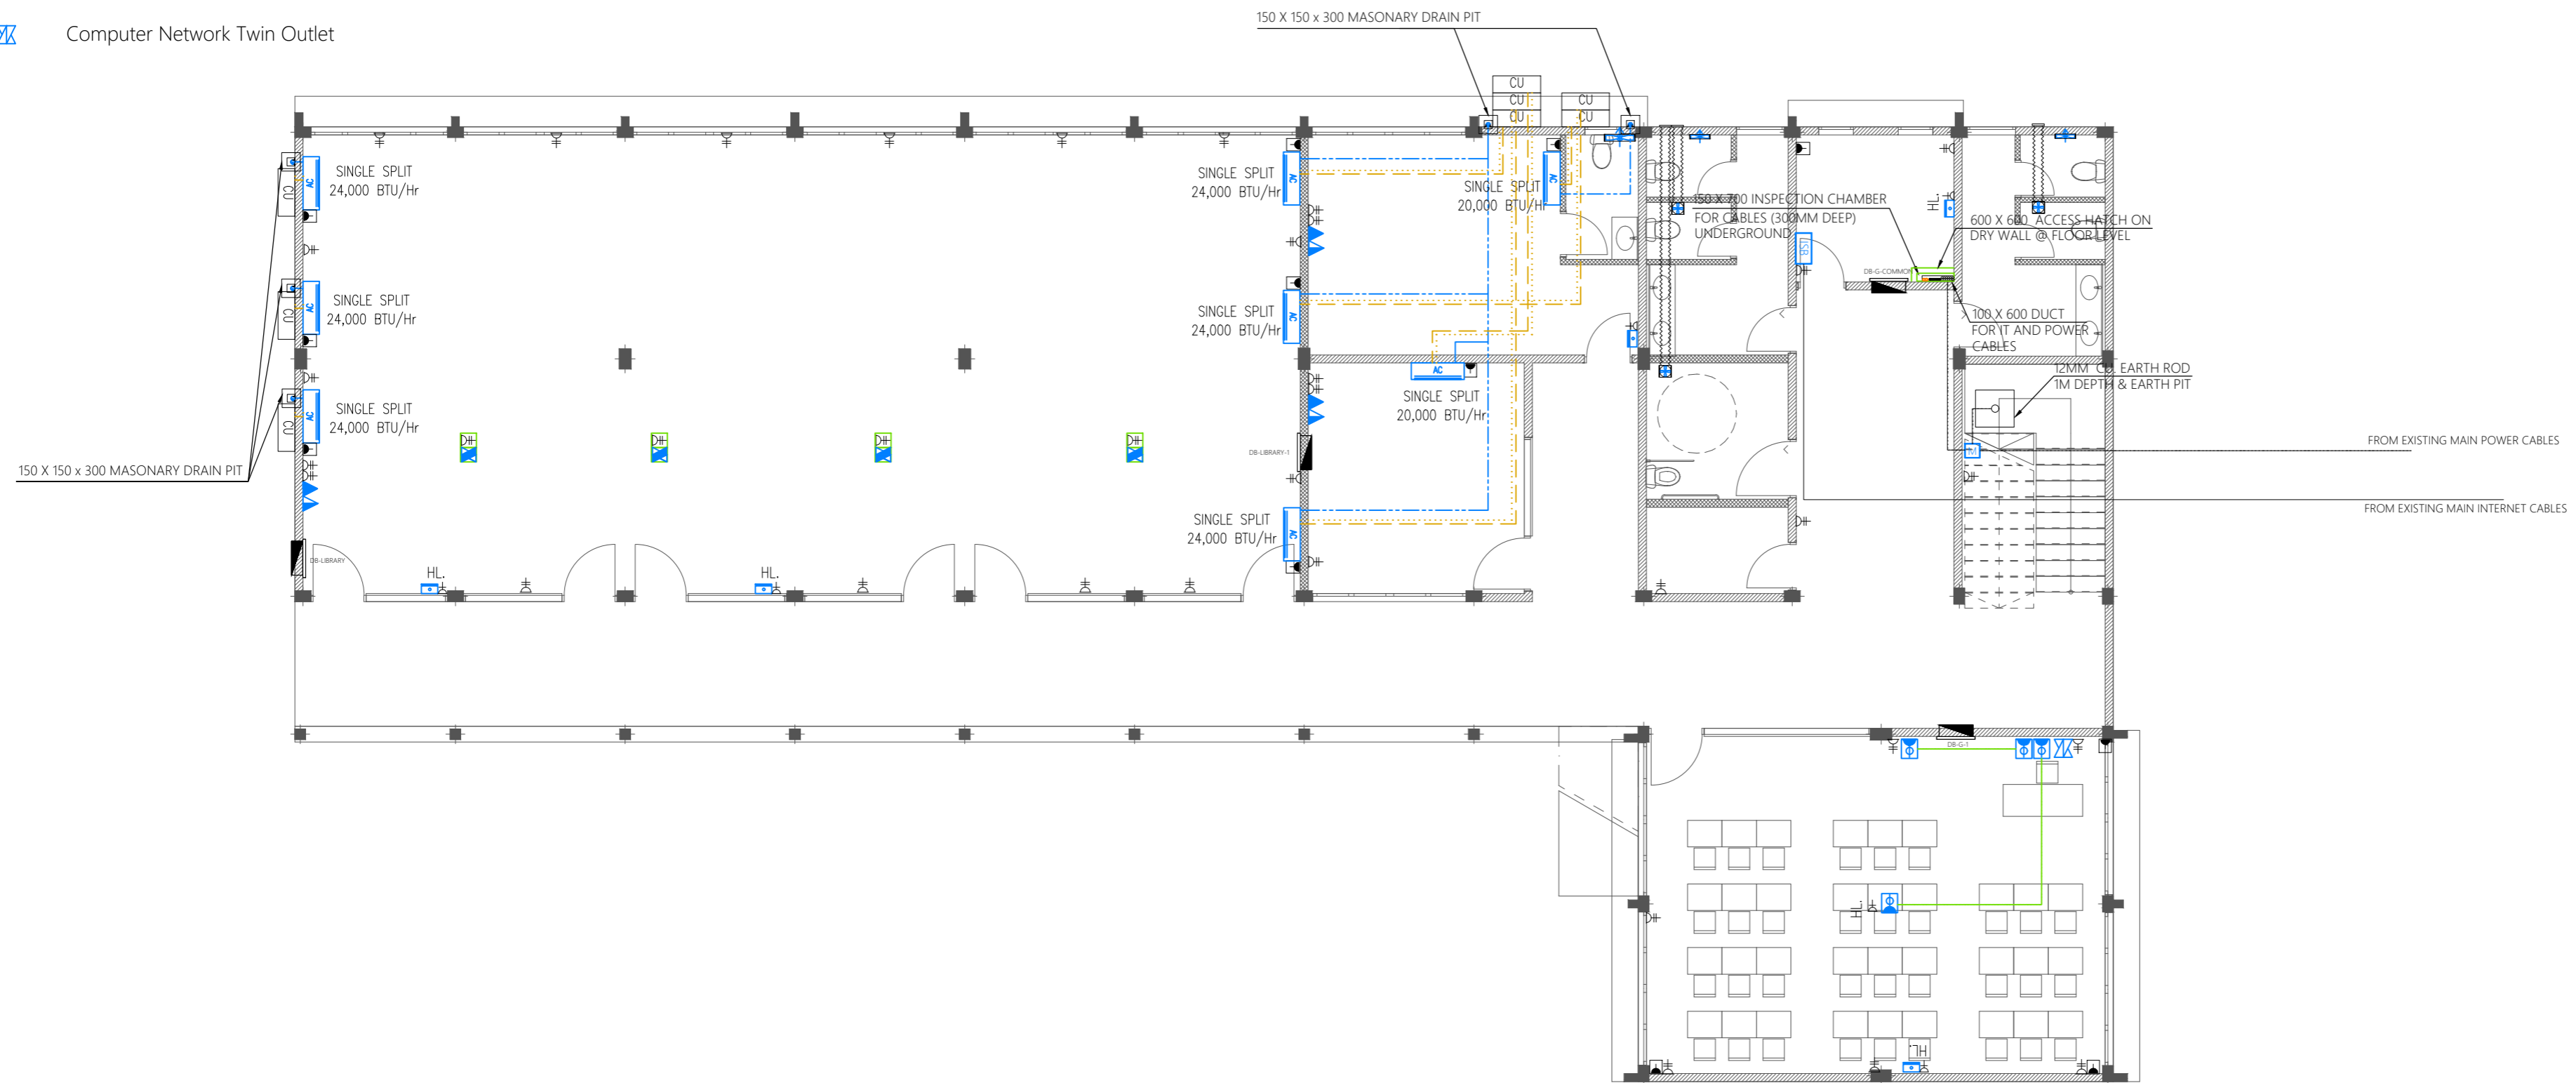 Computer Network Twin Outlet
150 X 150 x 300 MASONARY DRAIN PIT
CU
CU
CU
CU
CU
SINGLE SPLIT
24,000 BTU/Hr
AC
CU
SINGLE SPLIT
24,000 BTU/Hr
AC
SINGLE SPLIT
20,000 BTU/Hr
AC
150 X 700 INSPECTION CHAMBER
FOR CABLES (300MM DEEP)
UNDERGROUND
HL.
600 X 600 ACCESS HATCH ON
DRY WALL @ FLOOR LEVEL
DB-G-COMMON
SINGLE SPLIT
24,000 BTU/Hr
AC
CU
SINGLE SPLIT
24,000 BTU/Hr
AC
100 X 600 DUCT
FOR IT AND POWER
CABLES
AC
SINGLE SPLIT
20,000 BTU/Hr
12MM CU. EARTH ROD
1M DEPTH & EARTH PIT
SINGLE SPLIT
24,000 BTU/Hr
AC
CU
150 X 150 x 300 MASONARY DRAIN PIT
DB-LIBRARY-1
M
FROM EXISTING MAIN POWER CABLES
FROM EXISTING MAIN INTERNET CABLES
SINGLE SPLIT
24,000 BTU/Hr
AC
DB-LIBRARY
HL.
HL.
DB-G-1
HL.
HL.